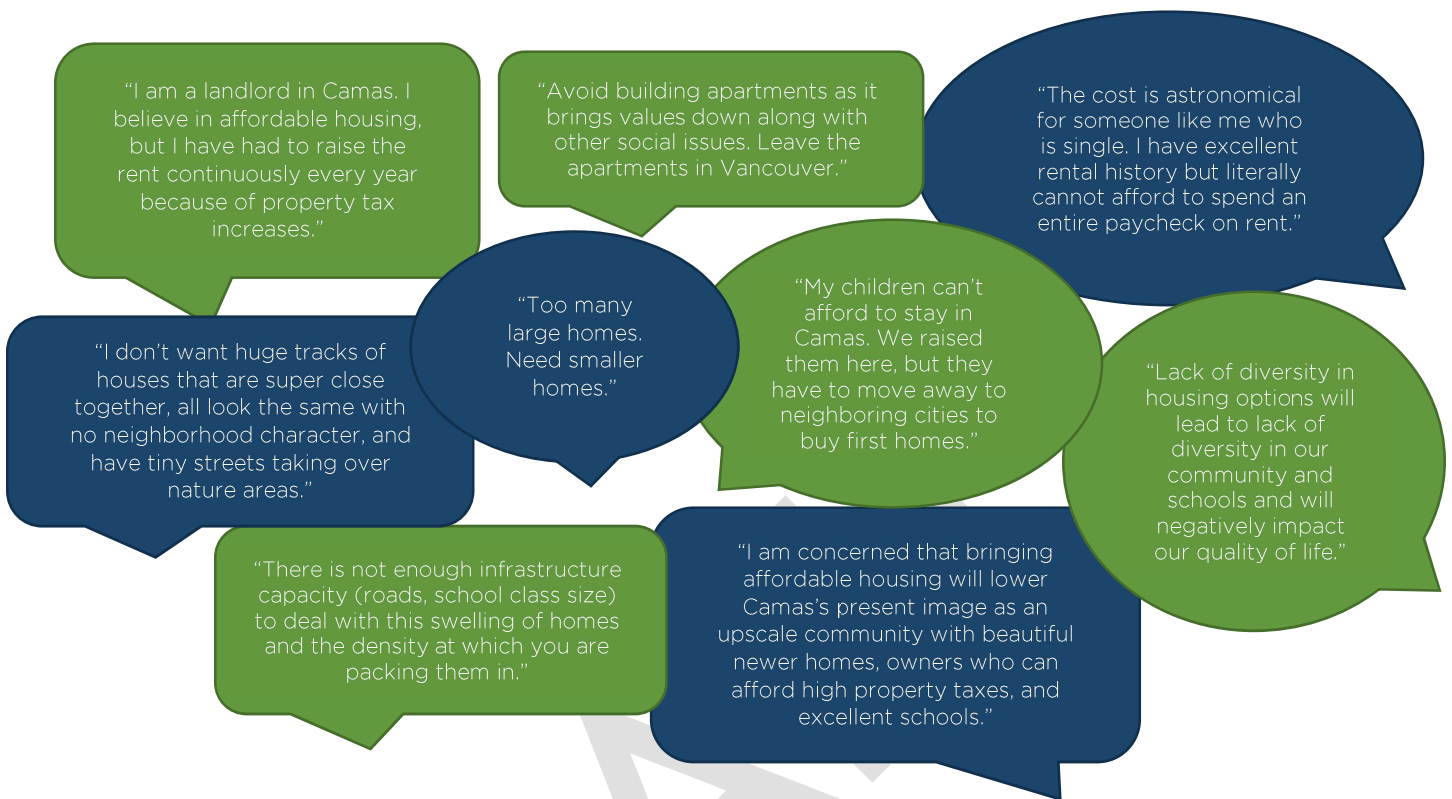 “I am a landlord in Camas. I
believe in affordable housing,
but I have had to raise the
rent continuously every year
because of property tax
increases.”
“Avoid building apartments as it
brings values down along with
other social issues. Leave the
apartments in Vancouver.”
“The cost is astronomical
for someone like me who
is single. I have excellent
rental history but literally
cannot afford to spend an
entire paycheck on rent.”
“I don’t want huge tracks of
houses that are super close
together, all look the same with
no neighborhood character, and
have tiny streets taking over
nature areas.”
“Too many
large homes.
Need smaller
homes.”
“My children can’t
afford to stay in
Camas. We raised
them here, but they
have to move away to
neighboring cities to
buy first homes.”
“Lack of diversity in
housing options will
lead to lack of
diversity in our
community and
schools and will
negatively impact
our quality of life.”
“There is not enough infrastructure
capacity (roads, school class size)
to deal with this swelling of homes
and the density at which you are
packing them in.”
“I am concerned that bringing
affordable housing will lower
Camas’s present image as an
upscale community with beautiful
newer homes, owners who can
afford high property taxes, and
excellent schools.”